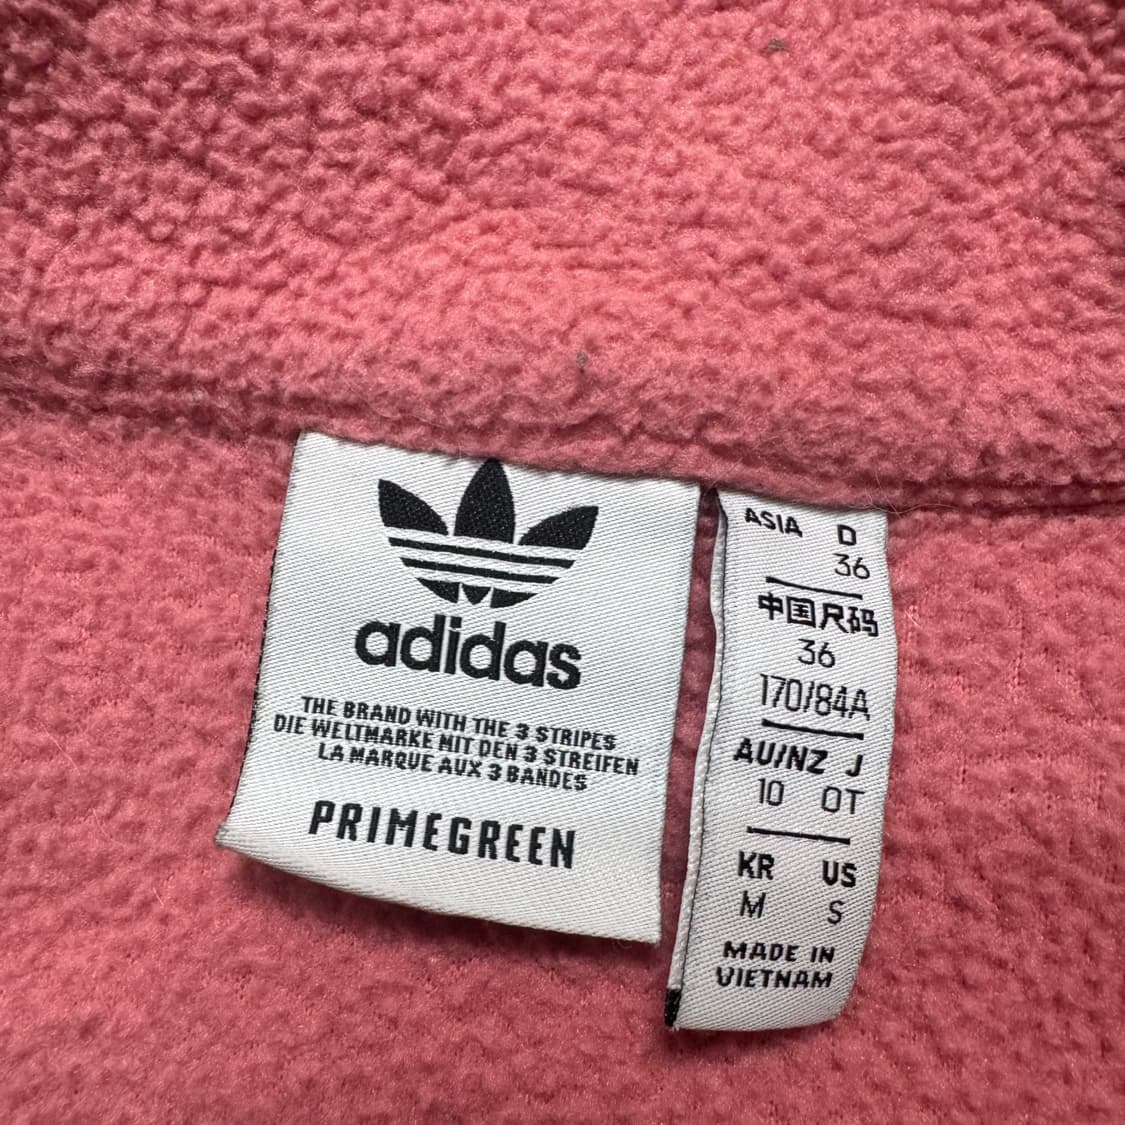 adidas
THE BRAND WITH THE 3 STRIPES
DIE WELTMARKE MIT DEN 3 STREIFEN
LA MARQUE AUX 3 BANDES
PRIMEGREEN
ASIA D
36
中国尺码
36
170/84A
AU/NZ J
10 OT
KR US
M S
MADE IN
VIETNAM